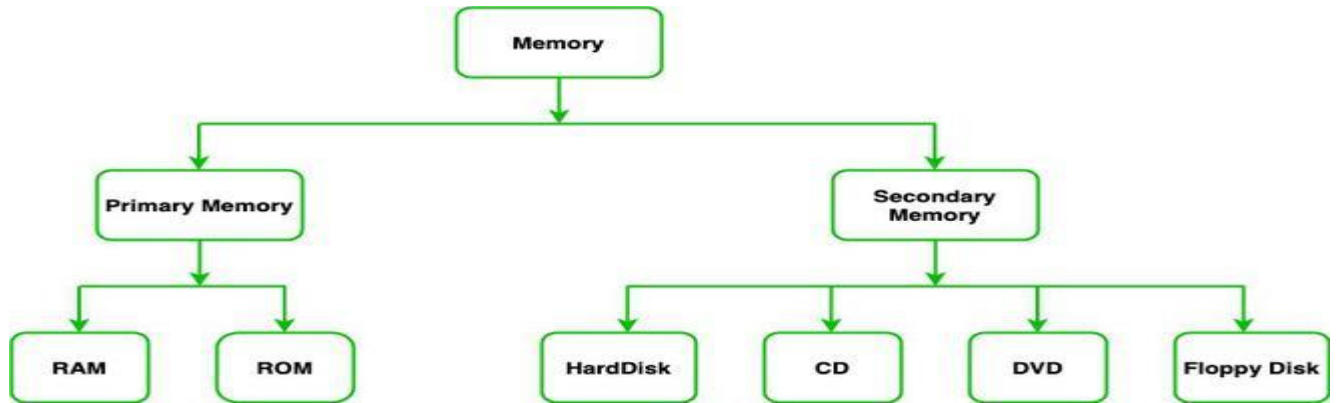 Memory
Primary Memory
Secondary
Memory
RAM
ROM
HardDisk
CD
DVD
Floppy Disk